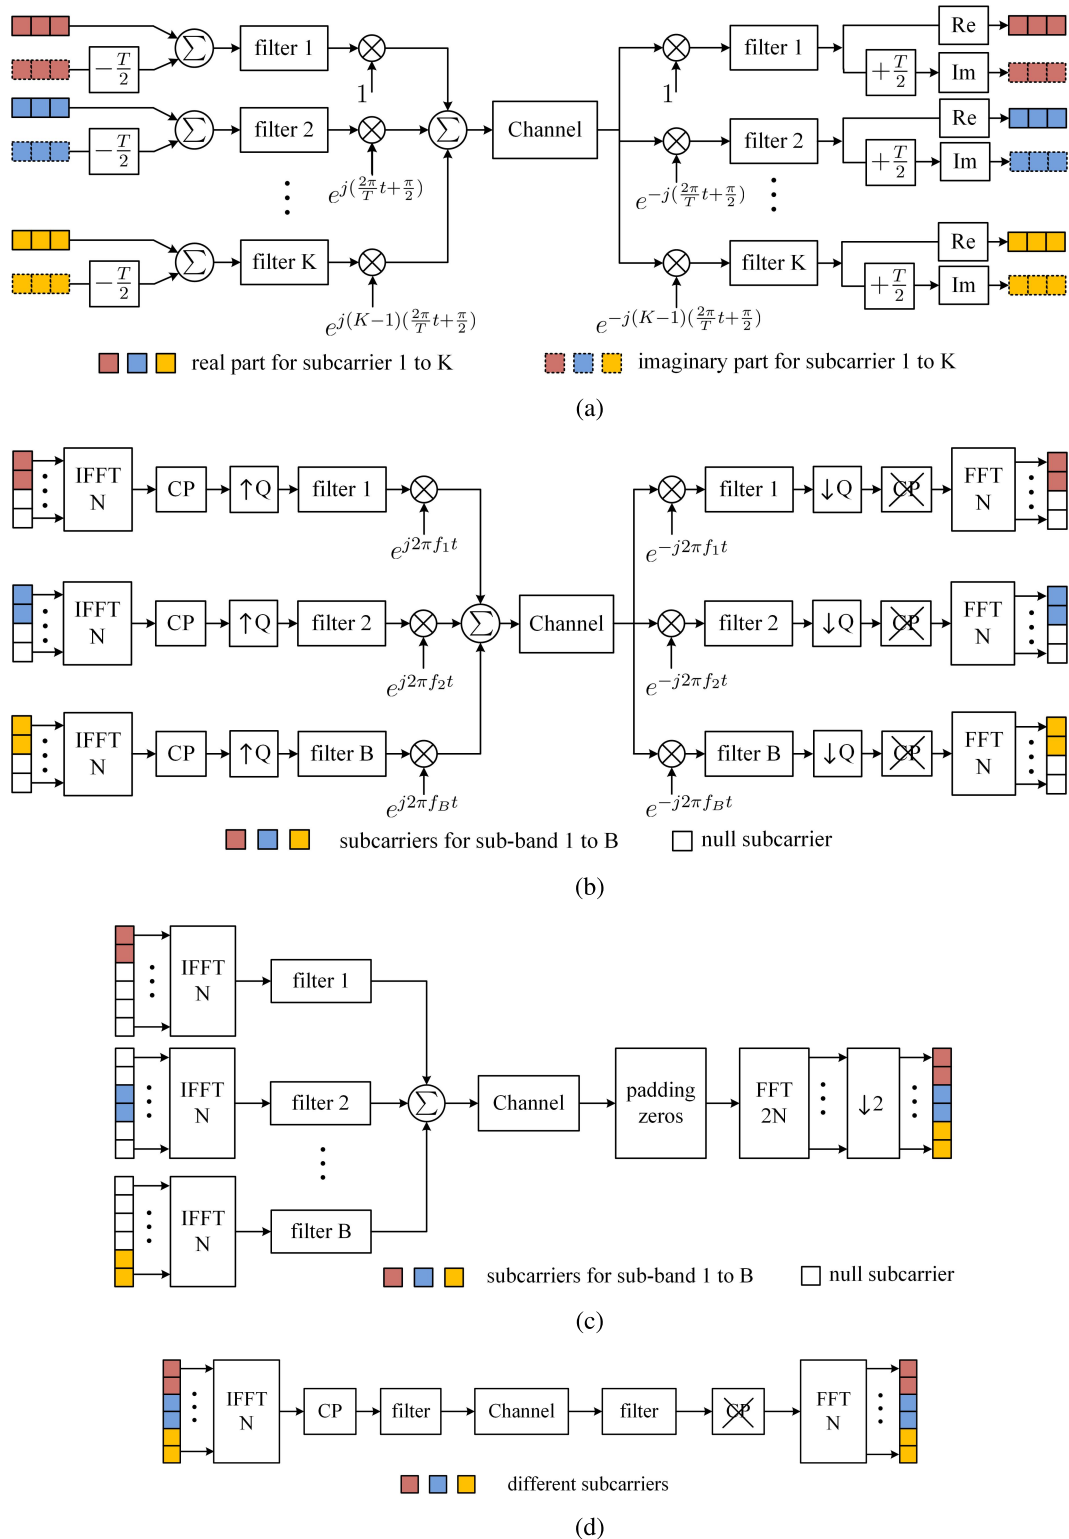 −T/2 Σ filter 1 ⊗ 1
−T/2 Σ filter 2 ⊗ e^{j(2π/T t+π/2)}
⋮
−T/2 Σ filter K ⊗ e^{j(K−1)(2π/T t+π/2)}
Σ Channel
⊗ 1 filter 1 Re
+T/2 Im
⊗ e^{−j(2π/T t+π/2)} filter 2 Re
+T/2 Im
⋮
⊗ e^{−j(K−1)(2π/T t+π/2)} filter K Re
+T/2 Im
real part for subcarrier 1 to K
imaginary part for subcarrier 1 to K
(a)
IFFT N CP ↑Q filter 1 e^{j2πf₁t}
IFFT N CP ↑Q filter 2 e^{j2πf₂t}
IFFT N CP ↑Q filter B e^{j2πf_Bt}
Σ Channel
e^{−j2πf₁t} filter 1 ↓Q CP FFT N
e^{−j2πf₂t} filter 2 ↓Q CP FFT N
e^{−j2πf_Bt} filter B ↓Q CP FFT N
subcarriers for sub-band 1 to B
null subcarrier
(b)
IFFT N filter 1
IFFT N filter 2
⋮
IFFT N filter B
Σ Channel padding zeros FFT 2N ↓2
subcarriers for sub-band 1 to B
null subcarrier
(c)
IFFT N CP filter Channel filter CP FFT N
different subcarriers
(d)